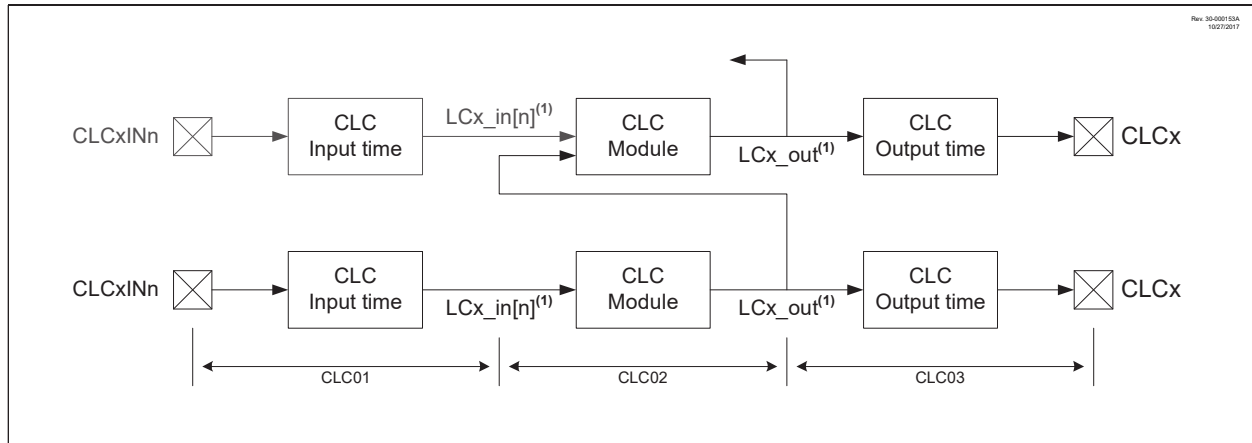 Rev. 30-000153A
10/27/2017
CLCxINn
CLC
Input time
LCx_in[n](1)
CLC
Module
LCx_out(1)
CLC
Output time
CLCx
CLCxINn
CLC
Input time
LCx_in[n](1)
CLC
Module
LCx_out(1)
CLC
Output time
CLCx
CLC01
CLC02
CLC03